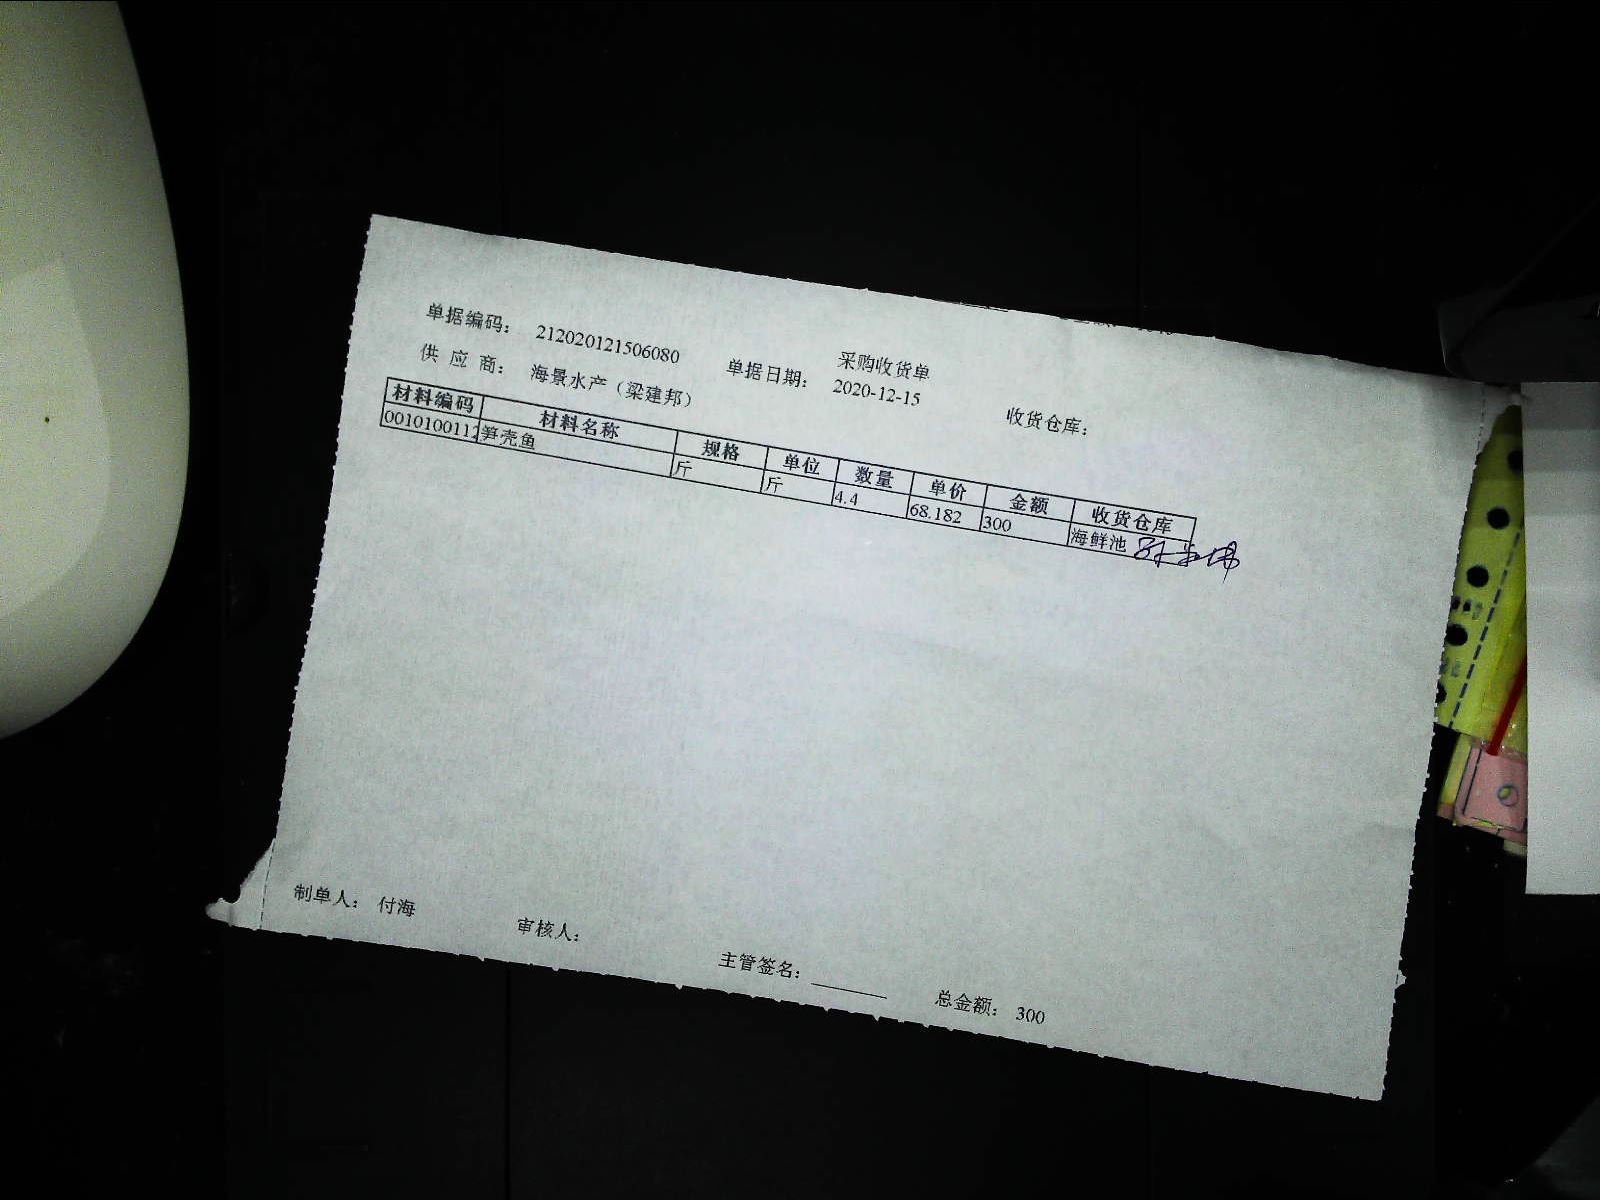 采购收货单
单据编码： 212020121506080 单据日期： 2020-12-15 收货仓库：
供 应 商： 海景水产（梁建邦）
材料编码 材料名称 规格 单位 数量 单价 金额 收货仓库
0010100112 笋壳鱼 斤 斤 4.4 68.182 300 海鲜池
制单人： 付海 审核人： 主管签名： 总金额： 300